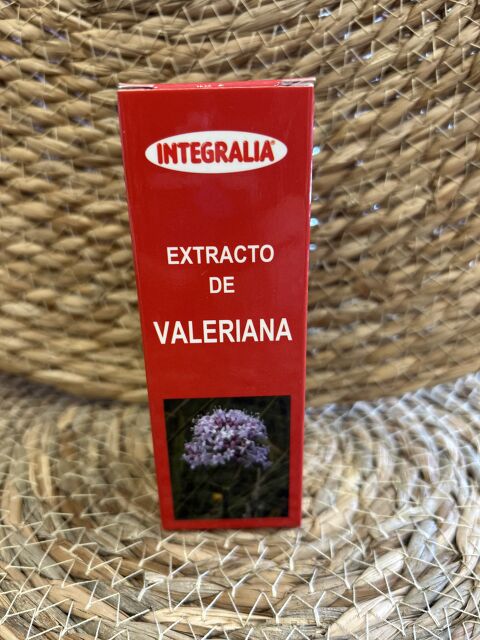 INTEGRALIA®
EXTRACTO
DE
VALERIANA